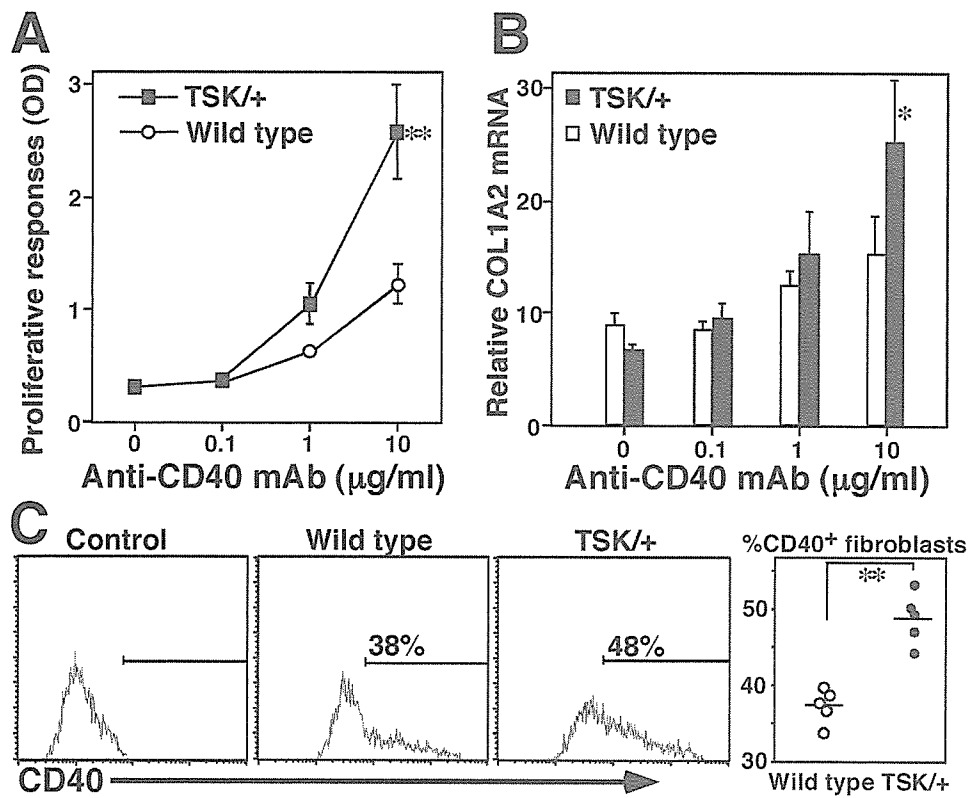 A
Proliferative responses (OD)
3
2
1
0
TSK/+
Wild type
**
0 0.1 1 10
Anti-CD40 mAb (μg/ml)
B
Relative COL1A2 mRNA
30
20
10
0
TSK/+
Wild type
*
0 0.1 1 10
Anti-CD40 mAb (μg/ml)
C
Control
Wild type
38%
TSK/+
48%
CD40
%CD40+ fibroblasts
**
50
40
30
Wild type TSK/+